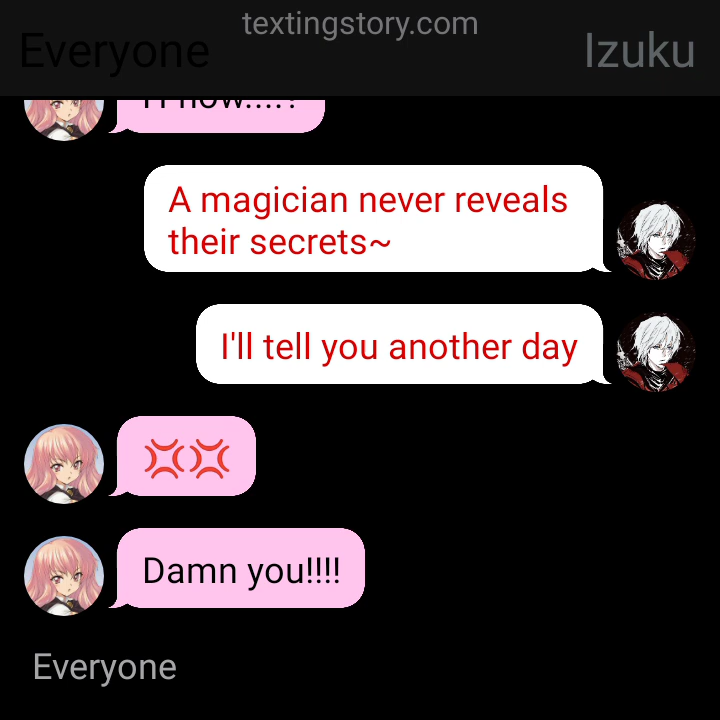 textingstory.com
Everyone
Izuku
A magician never reveals
their secrets~
I'll tell you another day
💢💢
Damn you!!!!
Everyone